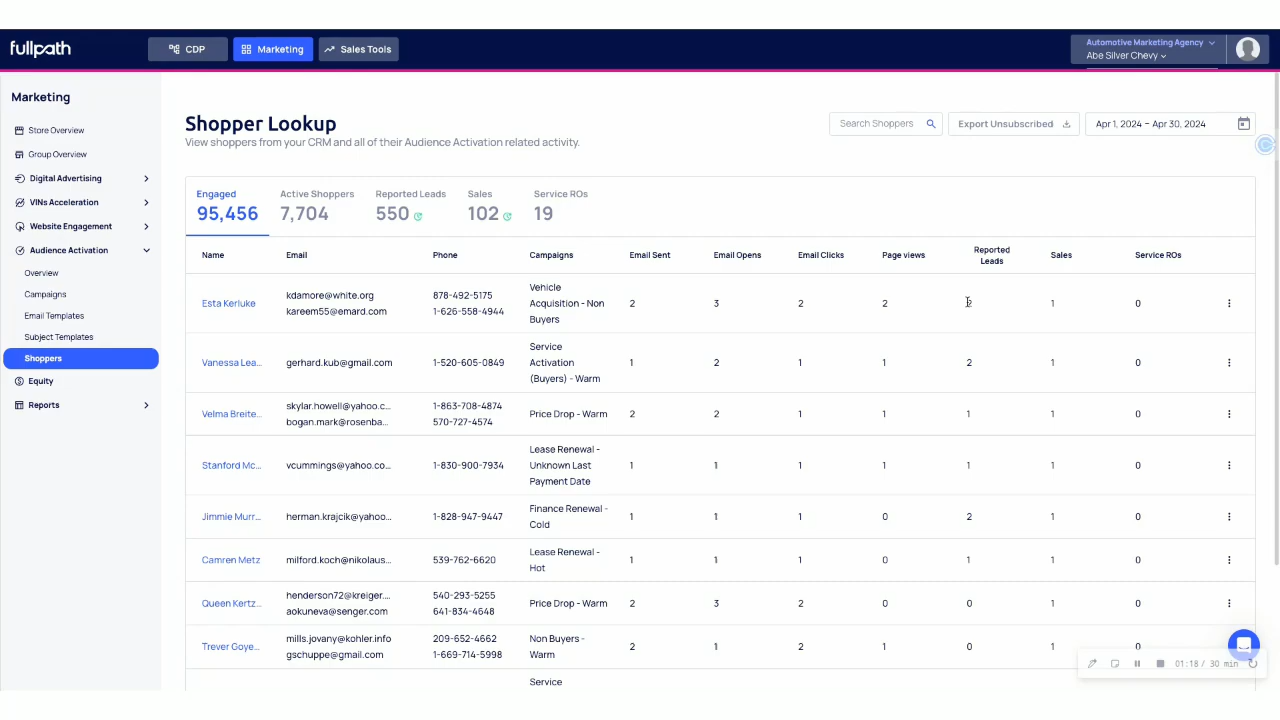 fullpath
CDP
Marketing
Sales Tools
Automotive Marketing Agency
Abe Silver Chevy
Marketing
Store Overview
Group Overview
Digital Advertising
VINs Acceleration
Website Engagement
Audience Activation
Overview
Campaigns
Email Templates
Subject Templates
Shoppers
Equity
Reports
Shopper Lookup
View shoppers from your CRM and all of their Audience Activation related activity.
Search Shoppers
Export Unsubscribed
Apr 1, 2024 – Apr 30, 2024
Engaged Active Shoppers Reported Leads Sales Service ROs
95,456 7,704 550 102 19
Name Email Phone Campaigns Email Sent Email Opens Email Clicks Page views Reported Leads Sales Service ROs
Esta Kerluke
kdamore@white.org
kareem55@emard.com
878-492-5175
1-626-558-4944
Vehicle
Acquisition - Non
Buyers
2 3 2 2 2 1 0
Vanessa Lea...
gerhard.kub@gmail.com
1-520-605-0849
Service
Activation
(Buyers) - Warm
1 2 1 1 2 1 0
Velma Breite...
skylar.howell@yahoo.c...
bogan.mark@rosenba...
1-863-708-4874
570-727-4574
Price Drop - Warm
2 2 1 1 1 1 0
Stanford Mc...
vcummings@yahoo.co...
1-830-900-7934
Lease Renewal -
Unknown Last
Payment Date
1 1 1 1 1 1 0
Jimmie Murr...
herman.krajcik@yahoo...
1-828-947-9447
Finance Renewal -
Cold
1 1 1 0 2 1 0
Camren Metz
milford.koch@nikolaus...
539-762-6620
Lease Renewal -
Hot
1 1 1 0 1 1 0
Queen Kertz...
henderson72@kreiger....
aokuneva@senger.com
540-293-5255
641-834-4648
Price Drop - Warm
2 3 2 0 0 1 0
Trever Goye...
mills.jovany@kohler.info
gschuppe@gmail.com
209-652-4662
1-669-714-5998
Non Buyers -
Warm
2 1 2 1 0 1 0
Service
01:18 / 30 min